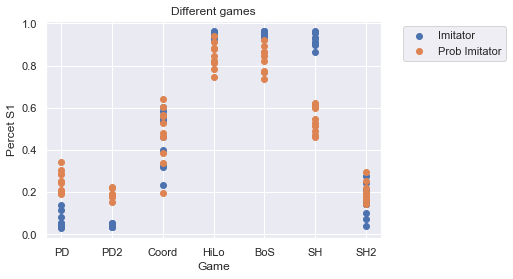 Different games
Imitator
Prob Imitator
Percet S1
1.0
0.8
0.6
0.4
0.2
0.0
PD PD2 Coord HiLo BoS SH SH2
Game